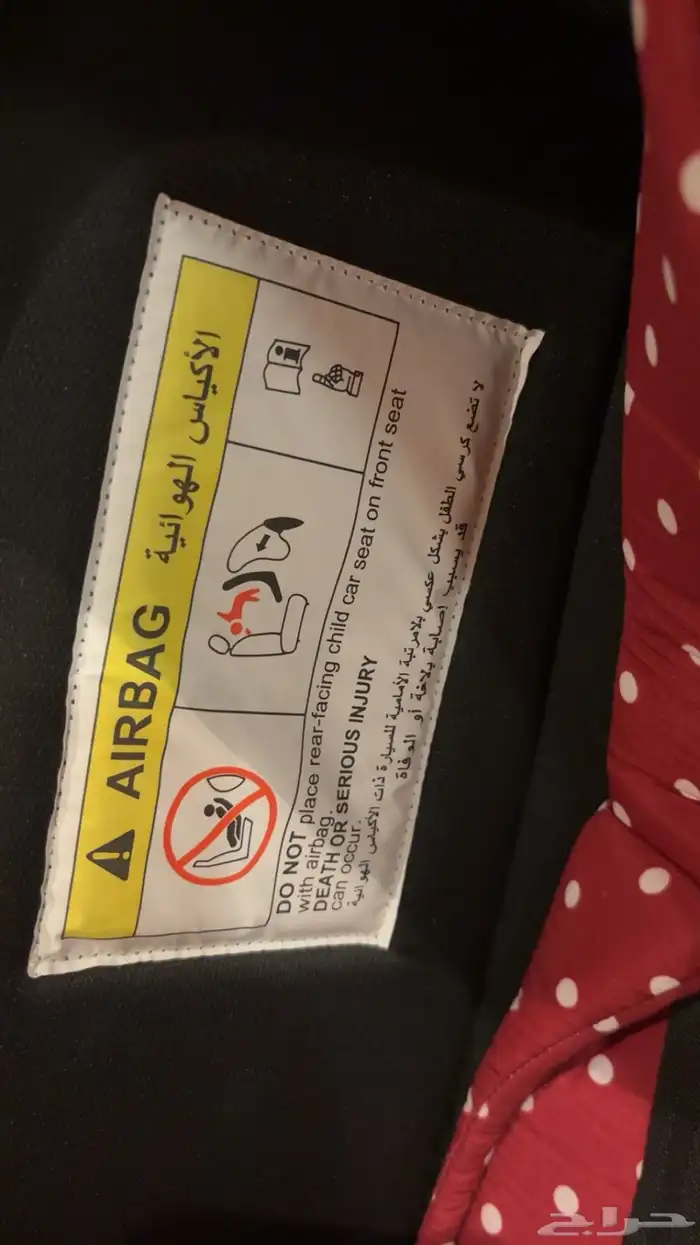 AIRBAG الأكياس الهوائية
DO NOT place rear-facing child car seat on front seat
with airbag.
DEATH OR SERIOUS INJURY
can occur.
لا تضع كرسي الطفل بشكل عكسي بلامرتبة الأمامية للسيارة ذات الأكياس الهوائية
قد يسبب إصابة بلاغة أو الوفاة
حراج